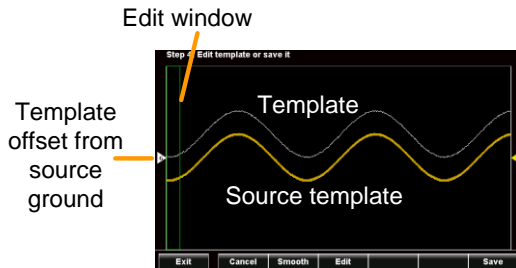 Edit window
Step 4: Edit template or save it
Template
Template
offset from
source
ground
Source template
Exit Cancel Smooth Edit Save